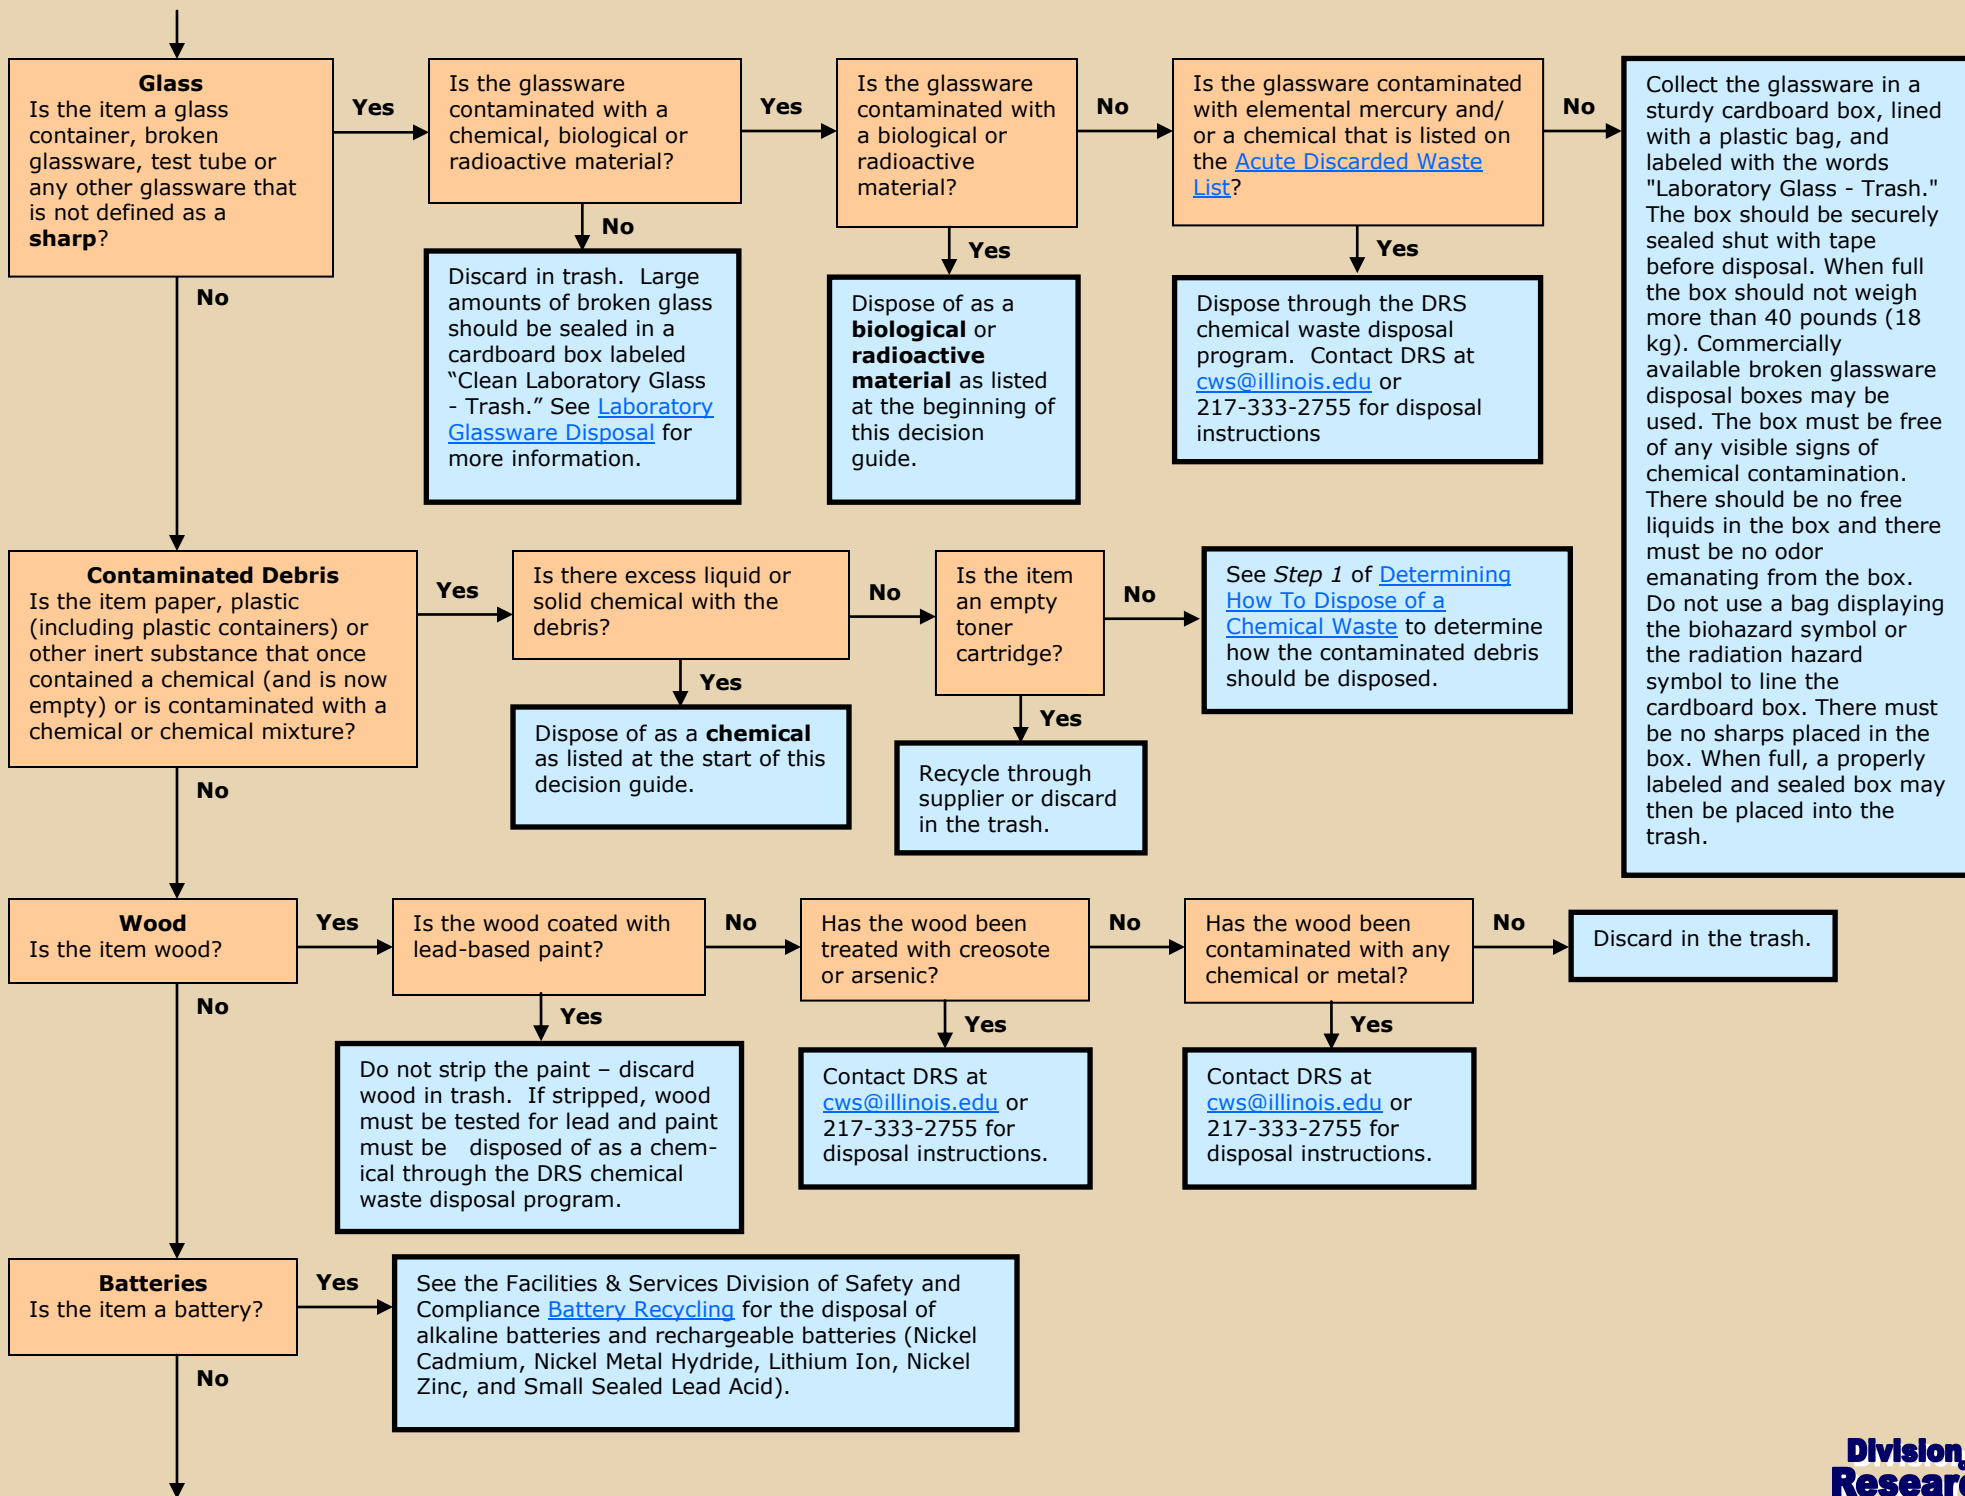 Glass
Is the item a glass
container, broken
glassware, test tube or
any other glassware that
is not defined as a
sharp?
Yes
No
Is the glassware
contaminated with a
chemical, biological or
radioactive material?
Yes
No
Discard in trash. Large
amounts of broken glass
should be sealed in a
cardboard box labeled
“Clean Laboratory Glass
- Trash.” See Laboratory
Glassware Disposal for
more information.
Is the glassware
contaminated with
a biological or
radioactive
material?
No
Yes
Dispose of as a
biological or
radioactive
material as listed
at the beginning of
this decision
guide.
Is the glassware contaminated
with elemental mercury and/
or a chemical that is listed on
the Acute Discarded Waste
List?
No
Yes
Dispose through the DRS
chemical waste disposal
program. Contact DRS at
cws@illinois.edu or
217-333-2755 for disposal
instructions
Collect the glassware in a
sturdy cardboard box, lined
with a plastic bag, and
labeled with the words
"Laboratory Glass - Trash."
The box should be securely
sealed shut with tape
before disposal. When full
the box should not weigh
more than 40 pounds (18
kg). Commercially
available broken glassware
disposal boxes may be
used. The box must be free
of any visible signs of
chemical contamination.
There should be no free
liquids in the box and there
must be no odor
emanating from the box.
Do not use a bag displaying
the biohazard symbol or
the radiation hazard
symbol to line the
cardboard box. There must
be no sharps placed in the
box. When full, a properly
labeled and sealed box may
then be placed into the
trash.
Contaminated Debris
Is the item paper, plastic
(including plastic containers) or
other inert substance that once
contained a chemical (and is now
empty) or is contaminated with a
chemical or chemical mixture?
Yes
No
Is there excess liquid or
solid chemical with the
debris?
No
Yes
Dispose of as a chemical
as listed at the start of this
decision guide.
Is the item
an empty
toner
cartridge?
No
Yes
Recycle through
supplier or discard
in the trash.
See Step 1 of Determining
How To Dispose of a
Chemical Waste to determine
how the contaminated debris
should be disposed.
Wood
Is the item wood?
Yes
No
Is the wood coated with
lead-based paint?
No
Yes
Do not strip the paint – discard
wood in trash. If stripped, wood
must be tested for lead and paint
must be disposed of as a chem-
ical through the DRS chemical
waste disposal program.
Has the wood been
treated with creosote
or arsenic?
No
Yes
Contact DRS at
cws@illinois.edu or
217-333-2755 for
disposal instructions.
Has the wood been
contaminated with any
chemical or metal?
No
Yes
Contact DRS at
cws@illinois.edu or
217-333-2755 for
disposal instructions.
Discard in the trash.
Batteries
Is the item a battery?
Yes
No
See the Facilities & Services Division of Safety and
Compliance Battery Recycling for the disposal of
alkaline batteries and rechargeable batteries (Nickel
Cadmium, Nickel Metal Hydride, Lithium Ion, Nickel
Zinc, and Small Sealed Lead Acid).
Division